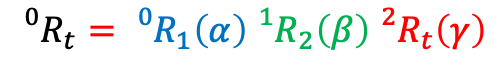 ⁰Rₜ = ⁰R₁(α) ¹R₂(β) ²Rₜ(γ)